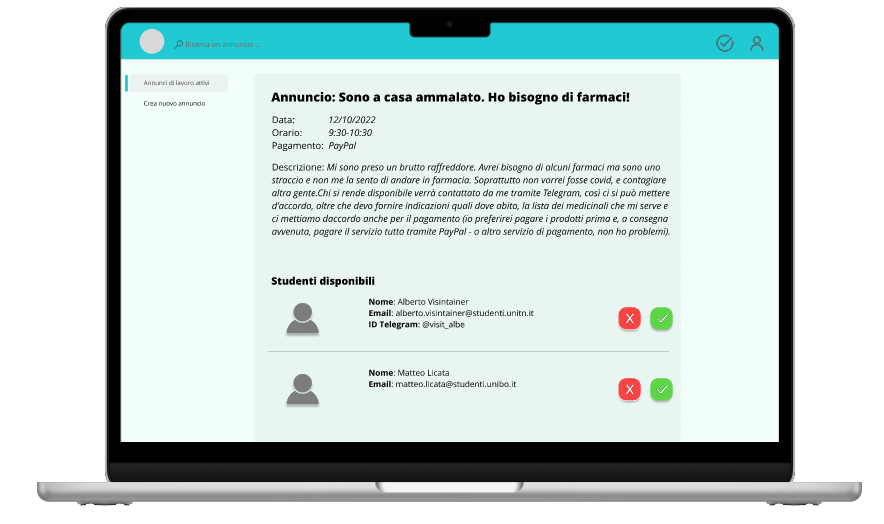 Ricerca un annuncio ...
Annunci di lavoro attivi
Crea nuovo annuncio
Annuncio: Sono a casa ammalato. Ho bisogno di farmaci!
Data: 12/10/2022
Orario: 9:30-10:30
Pagamento: PayPal
Descrizione: Mi sono preso un brutto raffreddore. Avrei bisogno di alcuni farmaci ma sono uno
straccio e non me la sento di andare in farmacia. Soprattutto non vorrei fosse covid, e contagiare
altra gente.Chi si rende disponibile verrà contattato da me tramite Telegram, così ci si può mettere
d'accordo, oltre che devo fornire indicazioni quali dove abito, la lista dei medicinali che mi serve e
ci mettiamo daccordo anche per il pagamento (io preferirei pagare i prodotti prima e, a consegna
avvenuta, pagare il servizio tutto tramite PayPal - o altro servizio di pagamento, non ho problemi).
Studenti disponibili
Nome: Alberto Visintainer
Email: alberto.visintainer@studenti.unitn.it
ID Telegram: @visit_albe
X
Nome: Matteo Licata
Email: matteo.licata@studenti.unibo.it
X